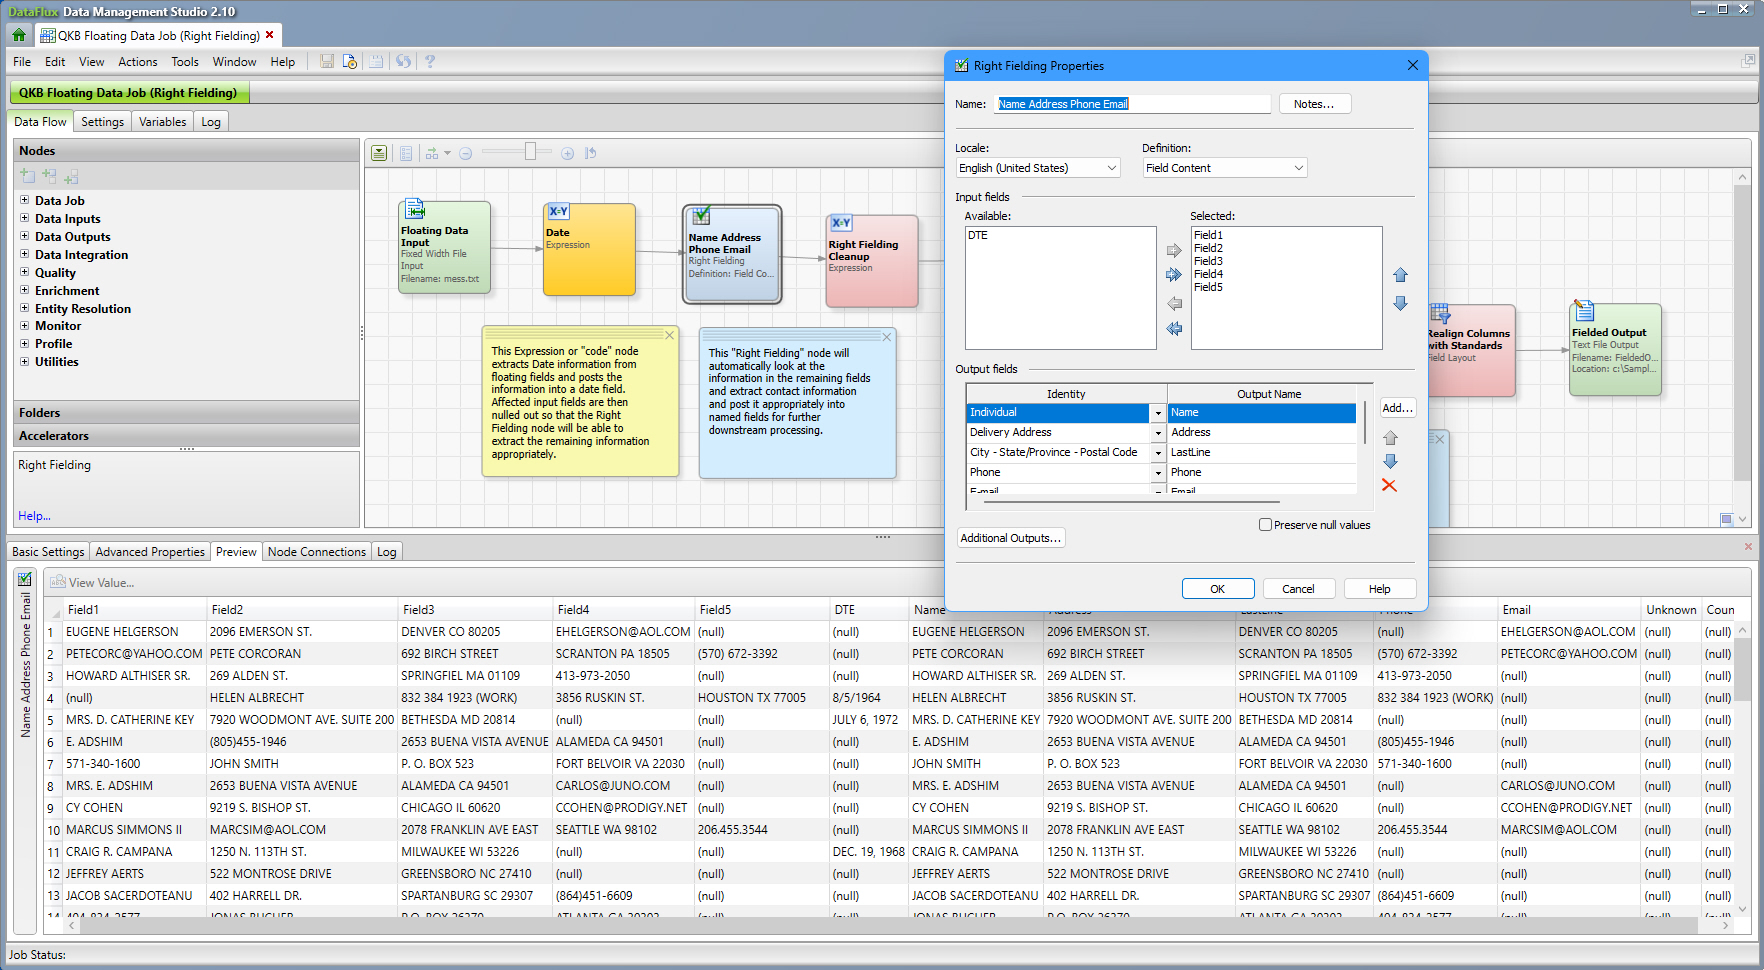 DataFlux Data Management Studio 2.10
QKB Floating Data Job (Right Fielding)
File Edit View Actions Tools Window Help
QKB Floating Data Job (Right Fielding)
Data Flow Settings Variables Log
Nodes
Data Job
Data Inputs
Data Outputs
Data Integration
Quality
Enrichment
Entity Resolution
Monitor
Profile
Utilities
Folders
Accelerators
Right Fielding
Help...
Floating Data
Input
Fixed Width File
Input
Filename: mess.txt
X=Y
Date
Expression
Name Address
Phone Email
Right Fielding
Definition: Field Co...
X=Y
Right Fielding
Cleanup
Expression
This Expression or "code" node
extracts Date information from
floating fields and posts the
information into a date field.
Affected input fields are then
nulled out so that the Right
Fielding node will be able to
extract the remaining information
appropriately.
This "Right Fielding" node will
automatically look at the
information in the remaining fields
and extract contact information
and post it appropriately into
named fields for further
downstream processing.
Realign Columns
with Standards
Field Layout
Fielded Output
Text File Output
Filename: FieldedO...
Location: c:\Sampl...
Right Fielding Properties
Name: Name Address Phone Email Notes...
Locale: Definition:
English (United States) Field Content
Input fields
Available: Selected:
DTE
Field1
Field2
Field3
Field4
Field5
Output fields
Identity Output Name
Individual Name
Delivery Address Address
City - State/Province - Postal Code LastLine
Phone Phone
E-mail Email
Add...
Preserve null values
Additional Outputs...
OK Cancel Help
Basic Settings Advanced Properties Preview Node Connections Log
Name Address Phone Email
View Value...
Field1 Field2 Field3 Field4 Field5 DTE Name Address LastLine Phone Email Unknown Coun
1 EUGENE HELGERSON 2096 EMERSON ST. DENVER CO 80205 EHELGERSON@AOL.COM (null) (null) EUGENE HELGERSON 2096 EMERSON ST. DENVER CO 80205 (null) EHELGERSON@AOL.COM (null) (null)
2 PETECORC@YAHOO.COM PETE CORCORAN 692 BIRCH STREET SCRANTON PA 18505 (570) 672-3392 (null) PETE CORCORAN 692 BIRCH STREET SCRANTON PA 18505 (570) 672-3392 PETECORC@YAHOO.COM (null) (null)
3 HOWARD ALTHISER SR. 269 ALDEN ST. SPRINGFIEL MA 01109 413-973-2050 (null) (null) HOWARD ALTHISER SR. 269 ALDEN ST. SPRINGFIEL MA 01109 413-973-2050 (null) (null) (null)
4 (null) HELEN ALBRECHT 832 384 1923 (WORK) 3856 RUSKIN ST. HOUSTON TX 77005 8/5/1964 HELEN ALBRECHT 3856 RUSKIN ST. HOUSTON TX 77005 832 384 1923 (WORK) (null) (null) (null)
5 MRS. D. CATHERINE KEY 7920 WOODMONT AVE. SUITE 200 BETHESDA MD 20814 (null) (null) JULY 6, 1972 MRS. D. CATHERINE KEY 7920 WOODMONT AVE. SUITE 200 BETHESDA MD 20814 (null) (null) (null) (null)
6 E. ADSHIM (805)455-1946 2653 BUENA VISTA AVENUE ALAMEDA CA 94501 (null) (null) E. ADSHIM 2653 BUENA VISTA AVENUE ALAMEDA CA 94501 (805)455-1946 (null) (null) (null)
7 571-340-1600 JOHN SMITH P. O. BOX 523 FORT BELVOIR VA 22030 (null) (null) JOHN SMITH P. O. BOX 523 FORT BELVOIR VA 22030 571-340-1600 (null) (null) (null)
8 MRS. E. ADSHIM 2653 BUENA VISTA AVENUE ALAMEDA CA 94501 CARLOS@JUNO.COM (null) (null) MRS. E. ADSHIM 2653 BUENA VISTA AVENUE ALAMEDA CA 94501 (null) CARLOS@JUNO.COM (null) (null)
9 CY COHEN 9219 S. BISHOP ST. CHICAGO IL 60620 CCOHEN@PRODIGY.NET (null) (null) CY COHEN 9219 S. BISHOP ST. CHICAGO IL 60620 (null) CCOHEN@PRODIGY.NET (null) (null)
10 MARCUS SIMMONS II MARCSIM@AOL.COM 2078 FRANKLIN AVE EAST SEATTLE WA 98102 206.455.3544 (null) MARCUS SIMMONS II 2078 FRANKLIN AVE EAST SEATTLE WA 98102 206.455.3544 MARCSIM@AOL.COM (null) (null)
11 CRAIG R. CAMPANA 1250 N. 113TH ST. MILWAUKEE WI 53226 (null) (null) DEC. 19, 1968 CRAIG R. CAMPANA 1250 N. 113TH ST. MILWAUKEE WI 53226 (null) (null) (null) (null)
12 JEFFREY AERTS 522 MONTROSE DRIVE GREENSBORO NC 27410 (null) (null) (null) JEFFREY AERTS 522 MONTROSE DRIVE GREENSBORO NC 27410 (null) (null) (null) (null)
13 JACOB SACERDOTEANU 402 HARRELL DR. SPARTANBURG SC 29307 (864)451-6609 (null) (null) JACOB SACERDOTEANU 402 HARRELL DR. SPARTANBURG SC 29307 (864)451-6609 (null) (null) (null)
Job Status: